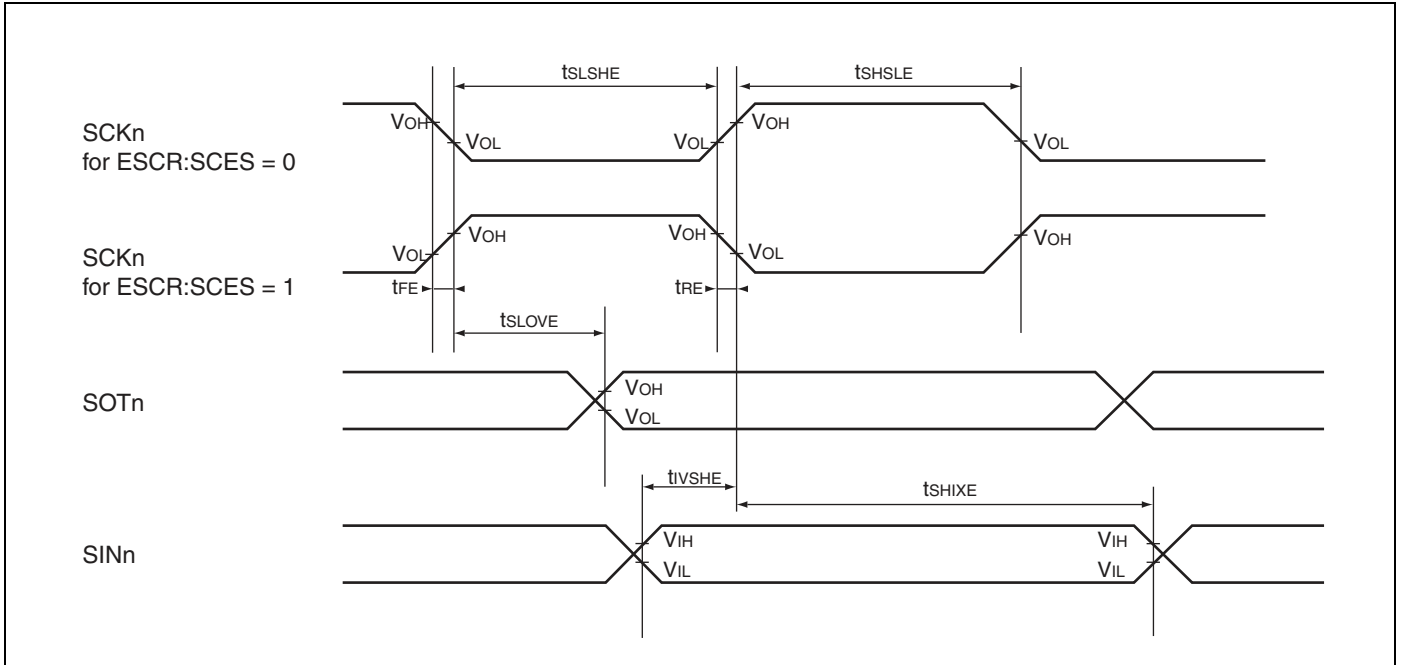 tSLSHE
tSHSLE
SCKn
for ESCR:SCES = 0
VOH
VOL
VOL
VOH
VOL
SCKn
for ESCR:SCES = 1
VOL
VOH
VOH
VOL
VOH
tFE
tRE
tSLOVE
SOTn
VOH
VOL
tIVSHE
tSHIXE
SINn
VIH
VIL
VIH
VIL